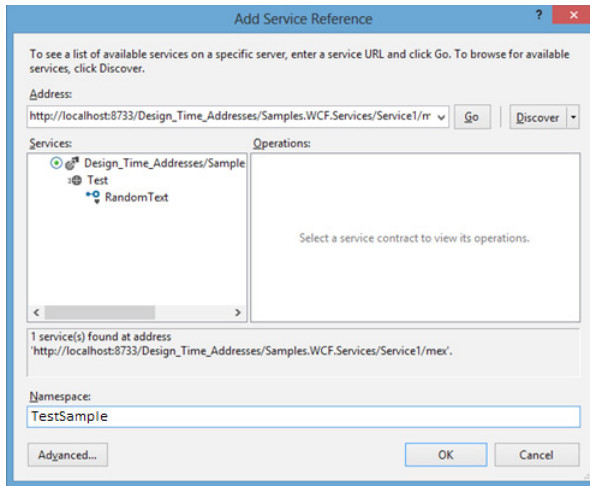 Add Service Reference
?
To see a list of available services on a specific server, enter a service URL and click Go. To browse for available
services, click Discover.
Address:
http://localhost:8733/Design_Time_Addresses/Samples.WCF.Services/Service1/m
Go
Discover
Services:
Operations:
Design_Time_Addresses/Sample
Test
RandomText
Select a service contract to view its operations.
1 service(s) found at address
'http://localhost:8733/Design_Time_Addresses/Samples.WCF.Services/Service1/mex'.
Namespace:
TestSample
Advanced...
OK
Cancel